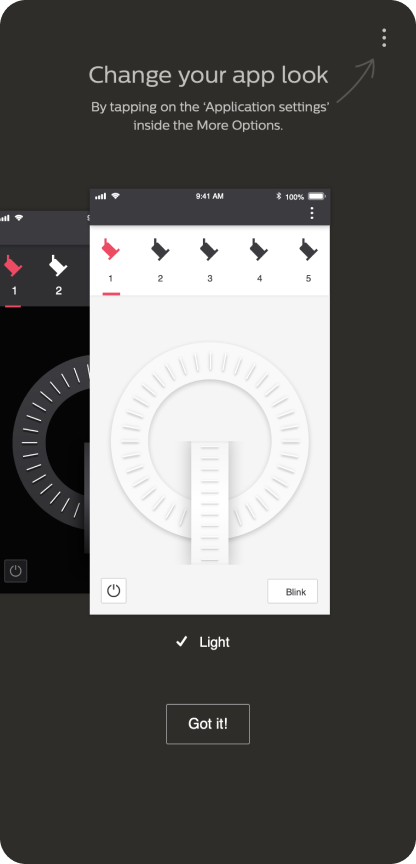 Change your app look
By tapping on the ‘Application settings’
inside the More Options.
9:41 AM
100%
1
2
3
4
5
1
2
Blink
Light
Got it!